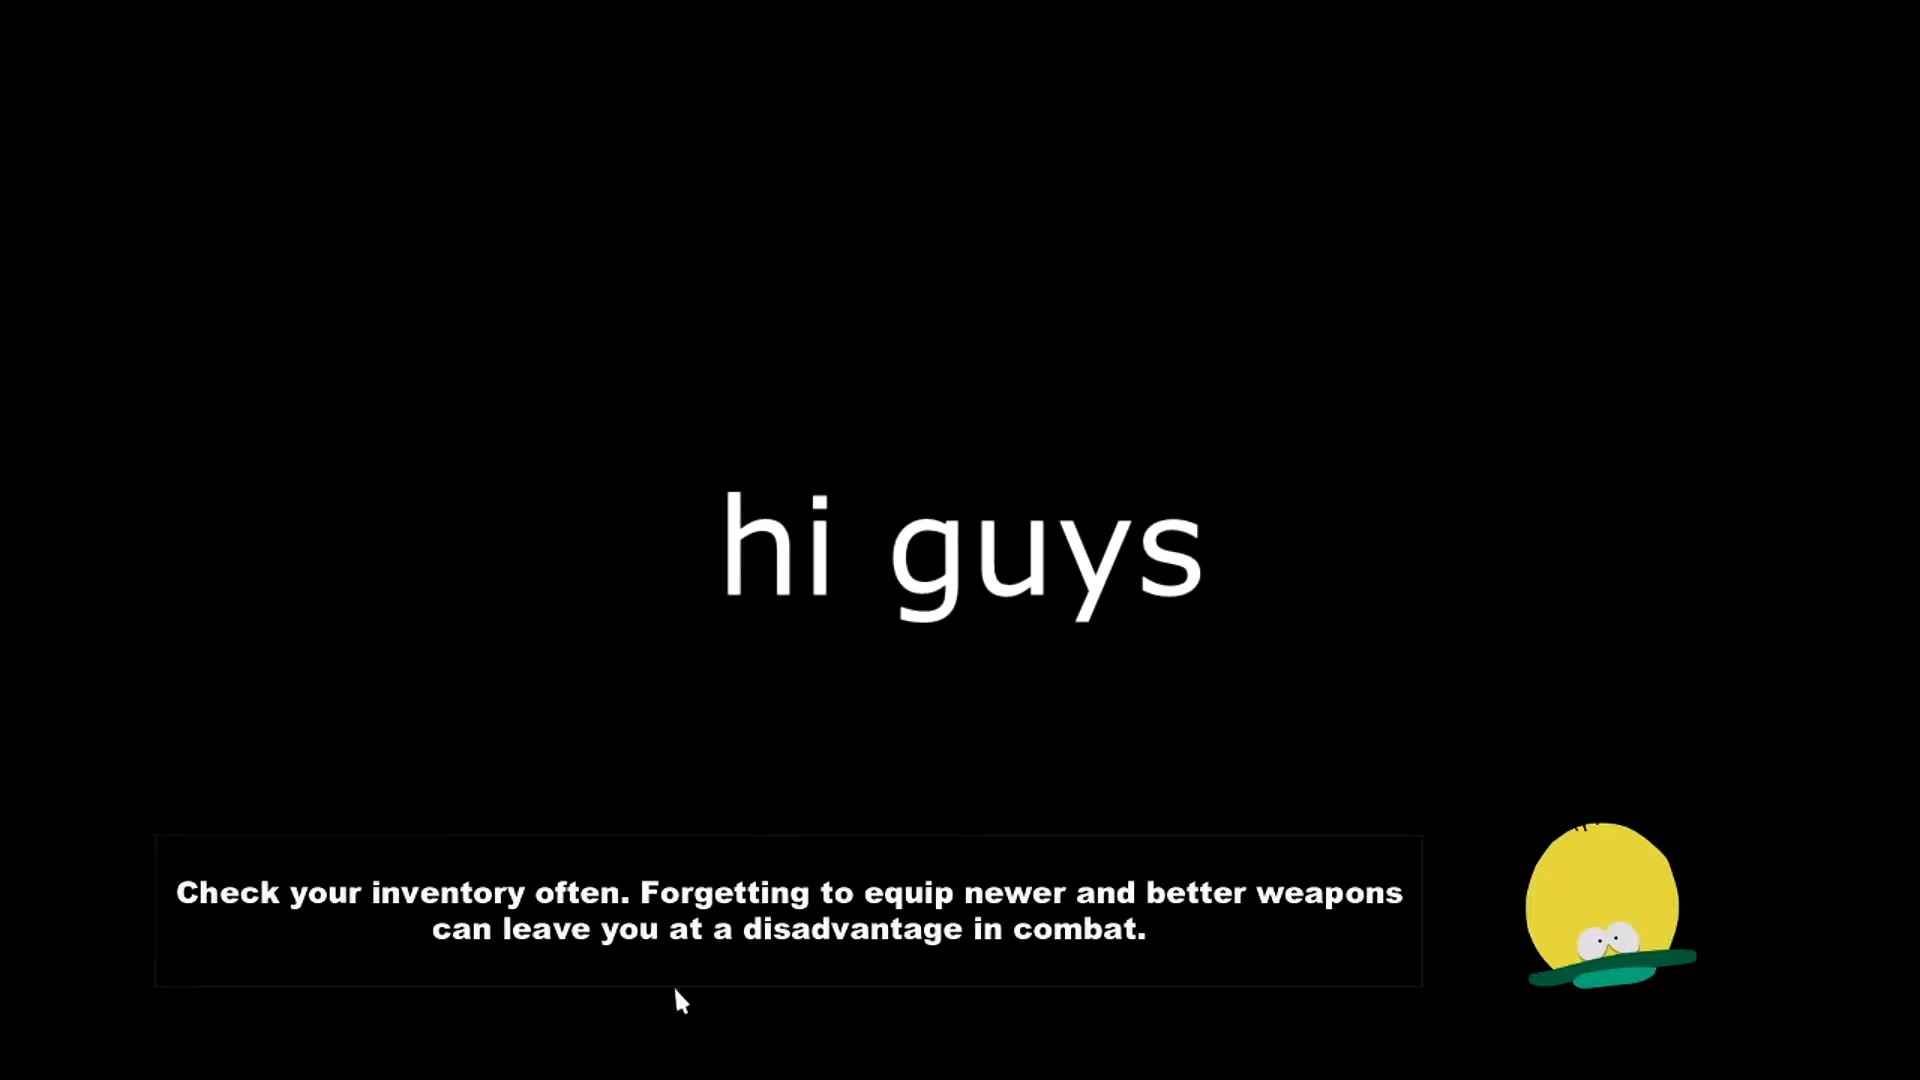 hi guys
Check your inventory often. Forgetting to equip newer and better weapons
can leave you at a disadvantage in combat.